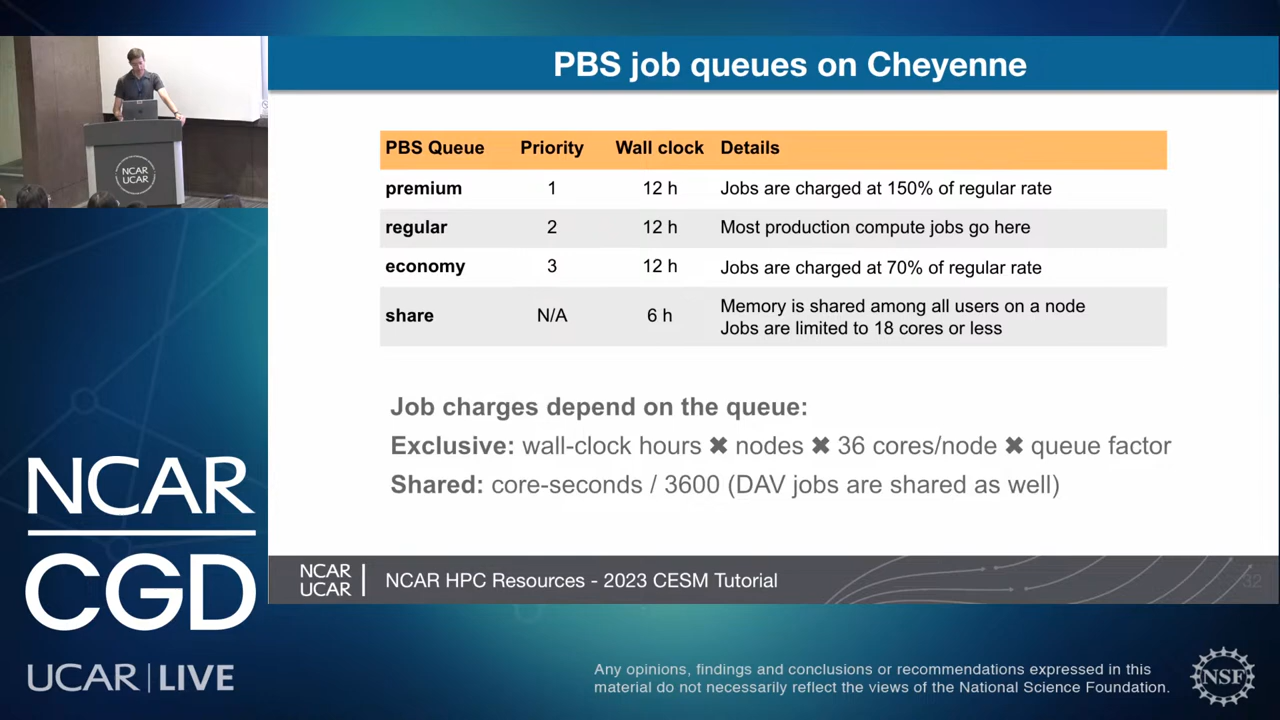 PBS job queues on Cheyenne
PBS Queue Priority Wall clock Details
premium 1 12 h Jobs are charged at 150% of regular rate
regular 2 12 h Most production compute jobs go here
economy 3 12 h Jobs are charged at 70% of regular rate
share N/A 6 h Memory is shared among all users on a node
Jobs are limited to 18 cores or less
Job charges depend on the queue:
Exclusive: wall-clock hours ✖ nodes ✖ 36 cores/node ✖ queue factor
Shared: core-seconds / 3600 (DAV jobs are shared as well)
NCAR
UCAR
NCAR HPC Resources - 2023 CESM Tutorial
32
NCAR
UCAR
NCAR
CGD
UCAR | LIVE
Any opinions, findings and conclusions or recommendations expressed in this
material do not necessarily reflect the views of the National Science Foundation.
NSF